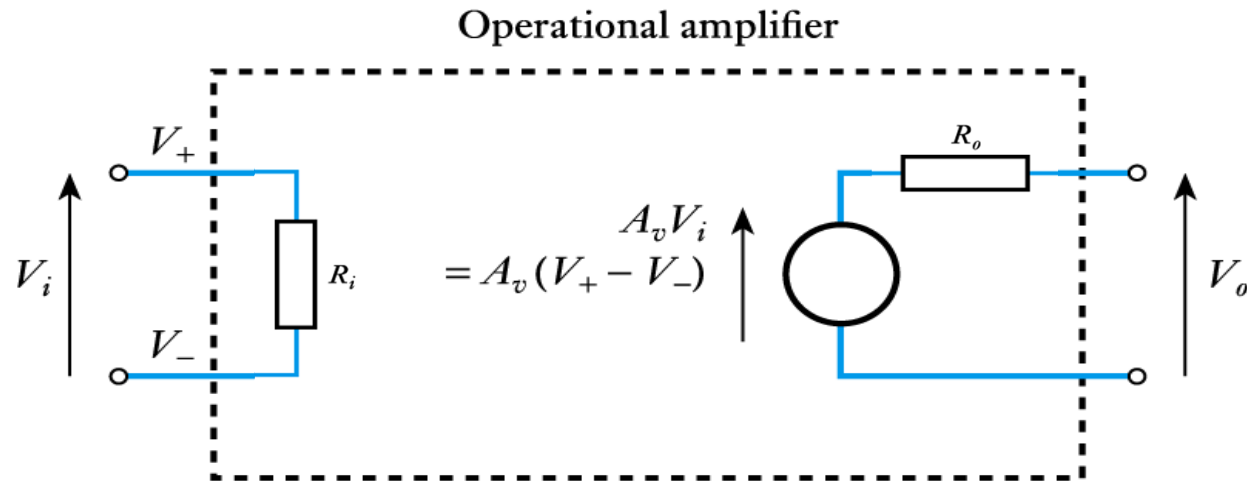 Operational amplifier
V₊
Rₒ
AᵥVᵢ
Vᵢ
Rᵢ
= Aᵥ(V₊ − V₋)
Vₒ
V₋